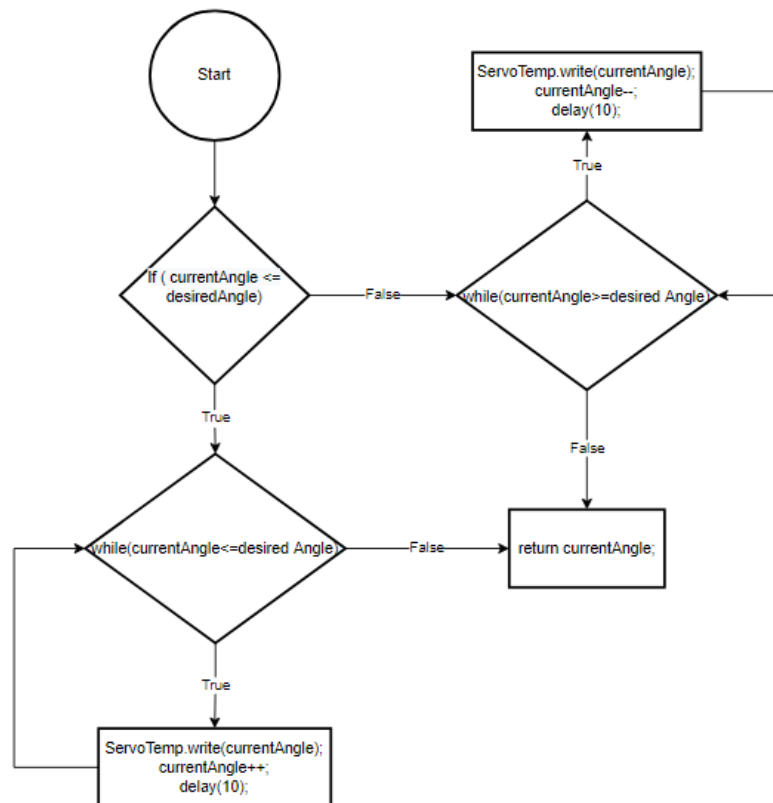 Start
ServoTemp.write(currentAngle);
currentAngle--;
delay(10);
True
If ( currentAngle <=
desiredAngle)
False
while(currentAngle>=desired Angle)
True
False
while(currentAngle<=desired Angle)
False
return currentAngle;
True
ServoTemp.write(currentAngle);
currentAngle++;
delay(10);